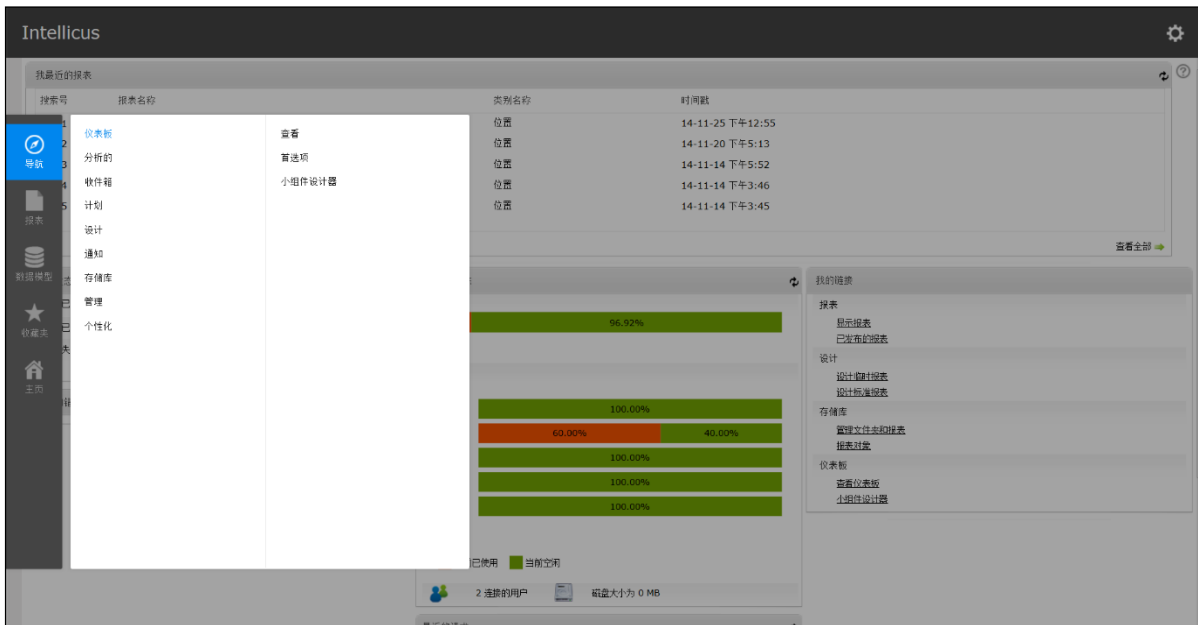 Intellicus
我最近的报表
搜索号 报表名称 类别名称 时间戳
1 位置 14-11-25 下午12:55
2 位置 14-11-20 下午5:13
3 位置 14-11-14 下午5:52
4 位置 14-11-14 下午3:46
5 位置 14-11-14 下午3:45
查看全部
导航
报表
数据模型
收藏夹
主页
仪表板
分析的
收件箱
计划
设计
通知
存储库
管理
个性化
查看
首选项
小组件设计器
96.92%
100.00%
60.00% 40.00%
100.00%
100.00%
100.00%
已使用 当前空闲
2 连接的用户 磁盘大小为 0 MB
我的链接
报表
显示报表
已发布的报表
设计
设计临时报表
设计标准报表
存储库
管理文件夹和报表
报表对象
仪表板
查看仪表板
小组件设计器